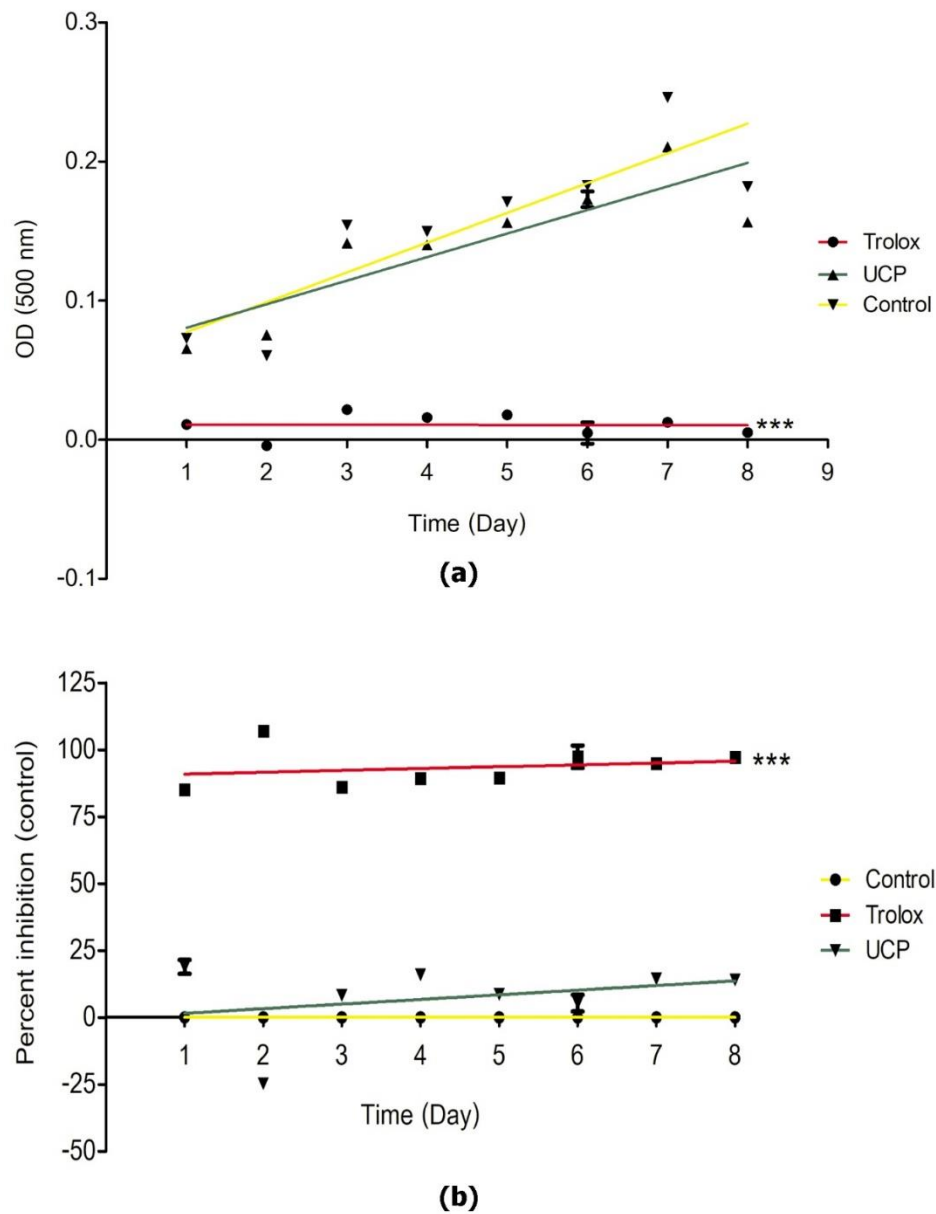 0.3
0.2
0.1
0.0
-0.1
OD (500 nm)
1 2 3 4 5 6 7 8 9
Time (Day)
***
Trolox
UCP
Control
(a)
125
100
75
50
25
0
-25
-50
Percent inhibition (control)
1 2 3 4 5 6 7 8
Time (Day)
***
Control
Trolox
UCP
(b)